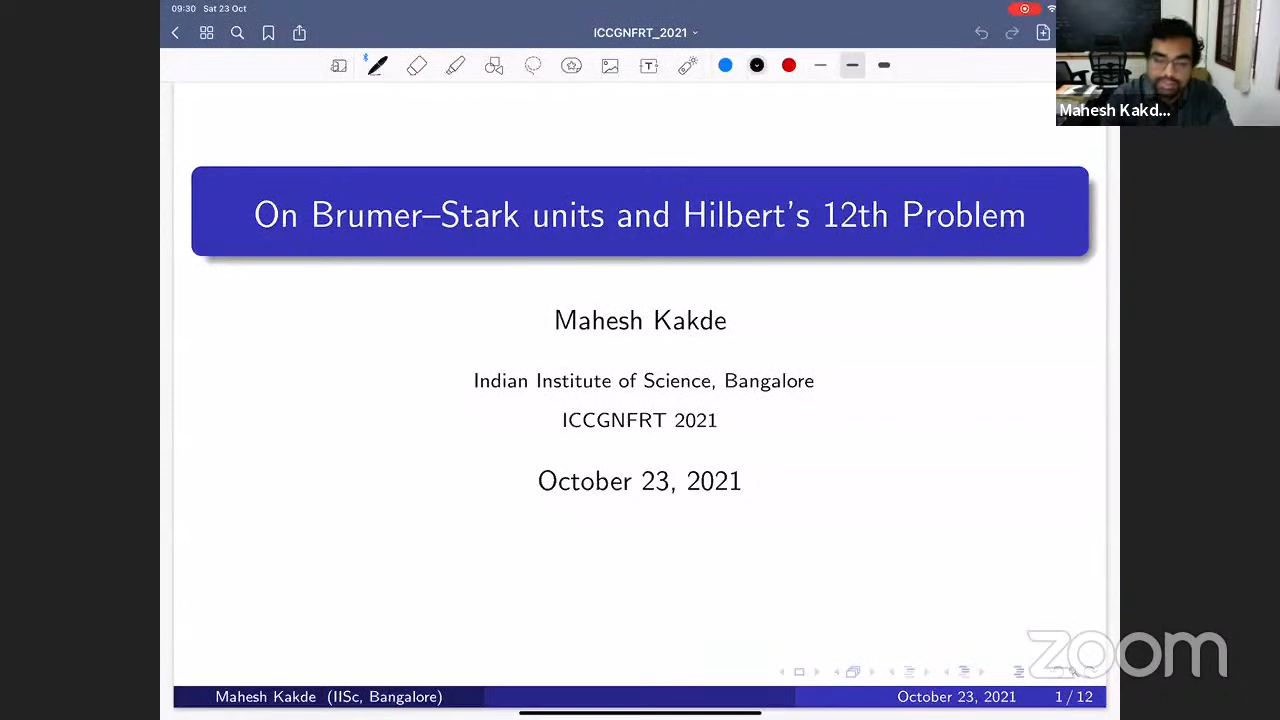 09:30 Sat 23 Oct
ICCGNFRT_2021
Mahesh Kakd...
On Brumer–Stark units and Hilbert's 12th Problem
Mahesh Kakde
Indian Institute of Science, Bangalore
ICCGNFRT 2021
October 23, 2021
zoom
Mahesh Kakde (IISc, Bangalore)
October 23, 2021
1 / 12